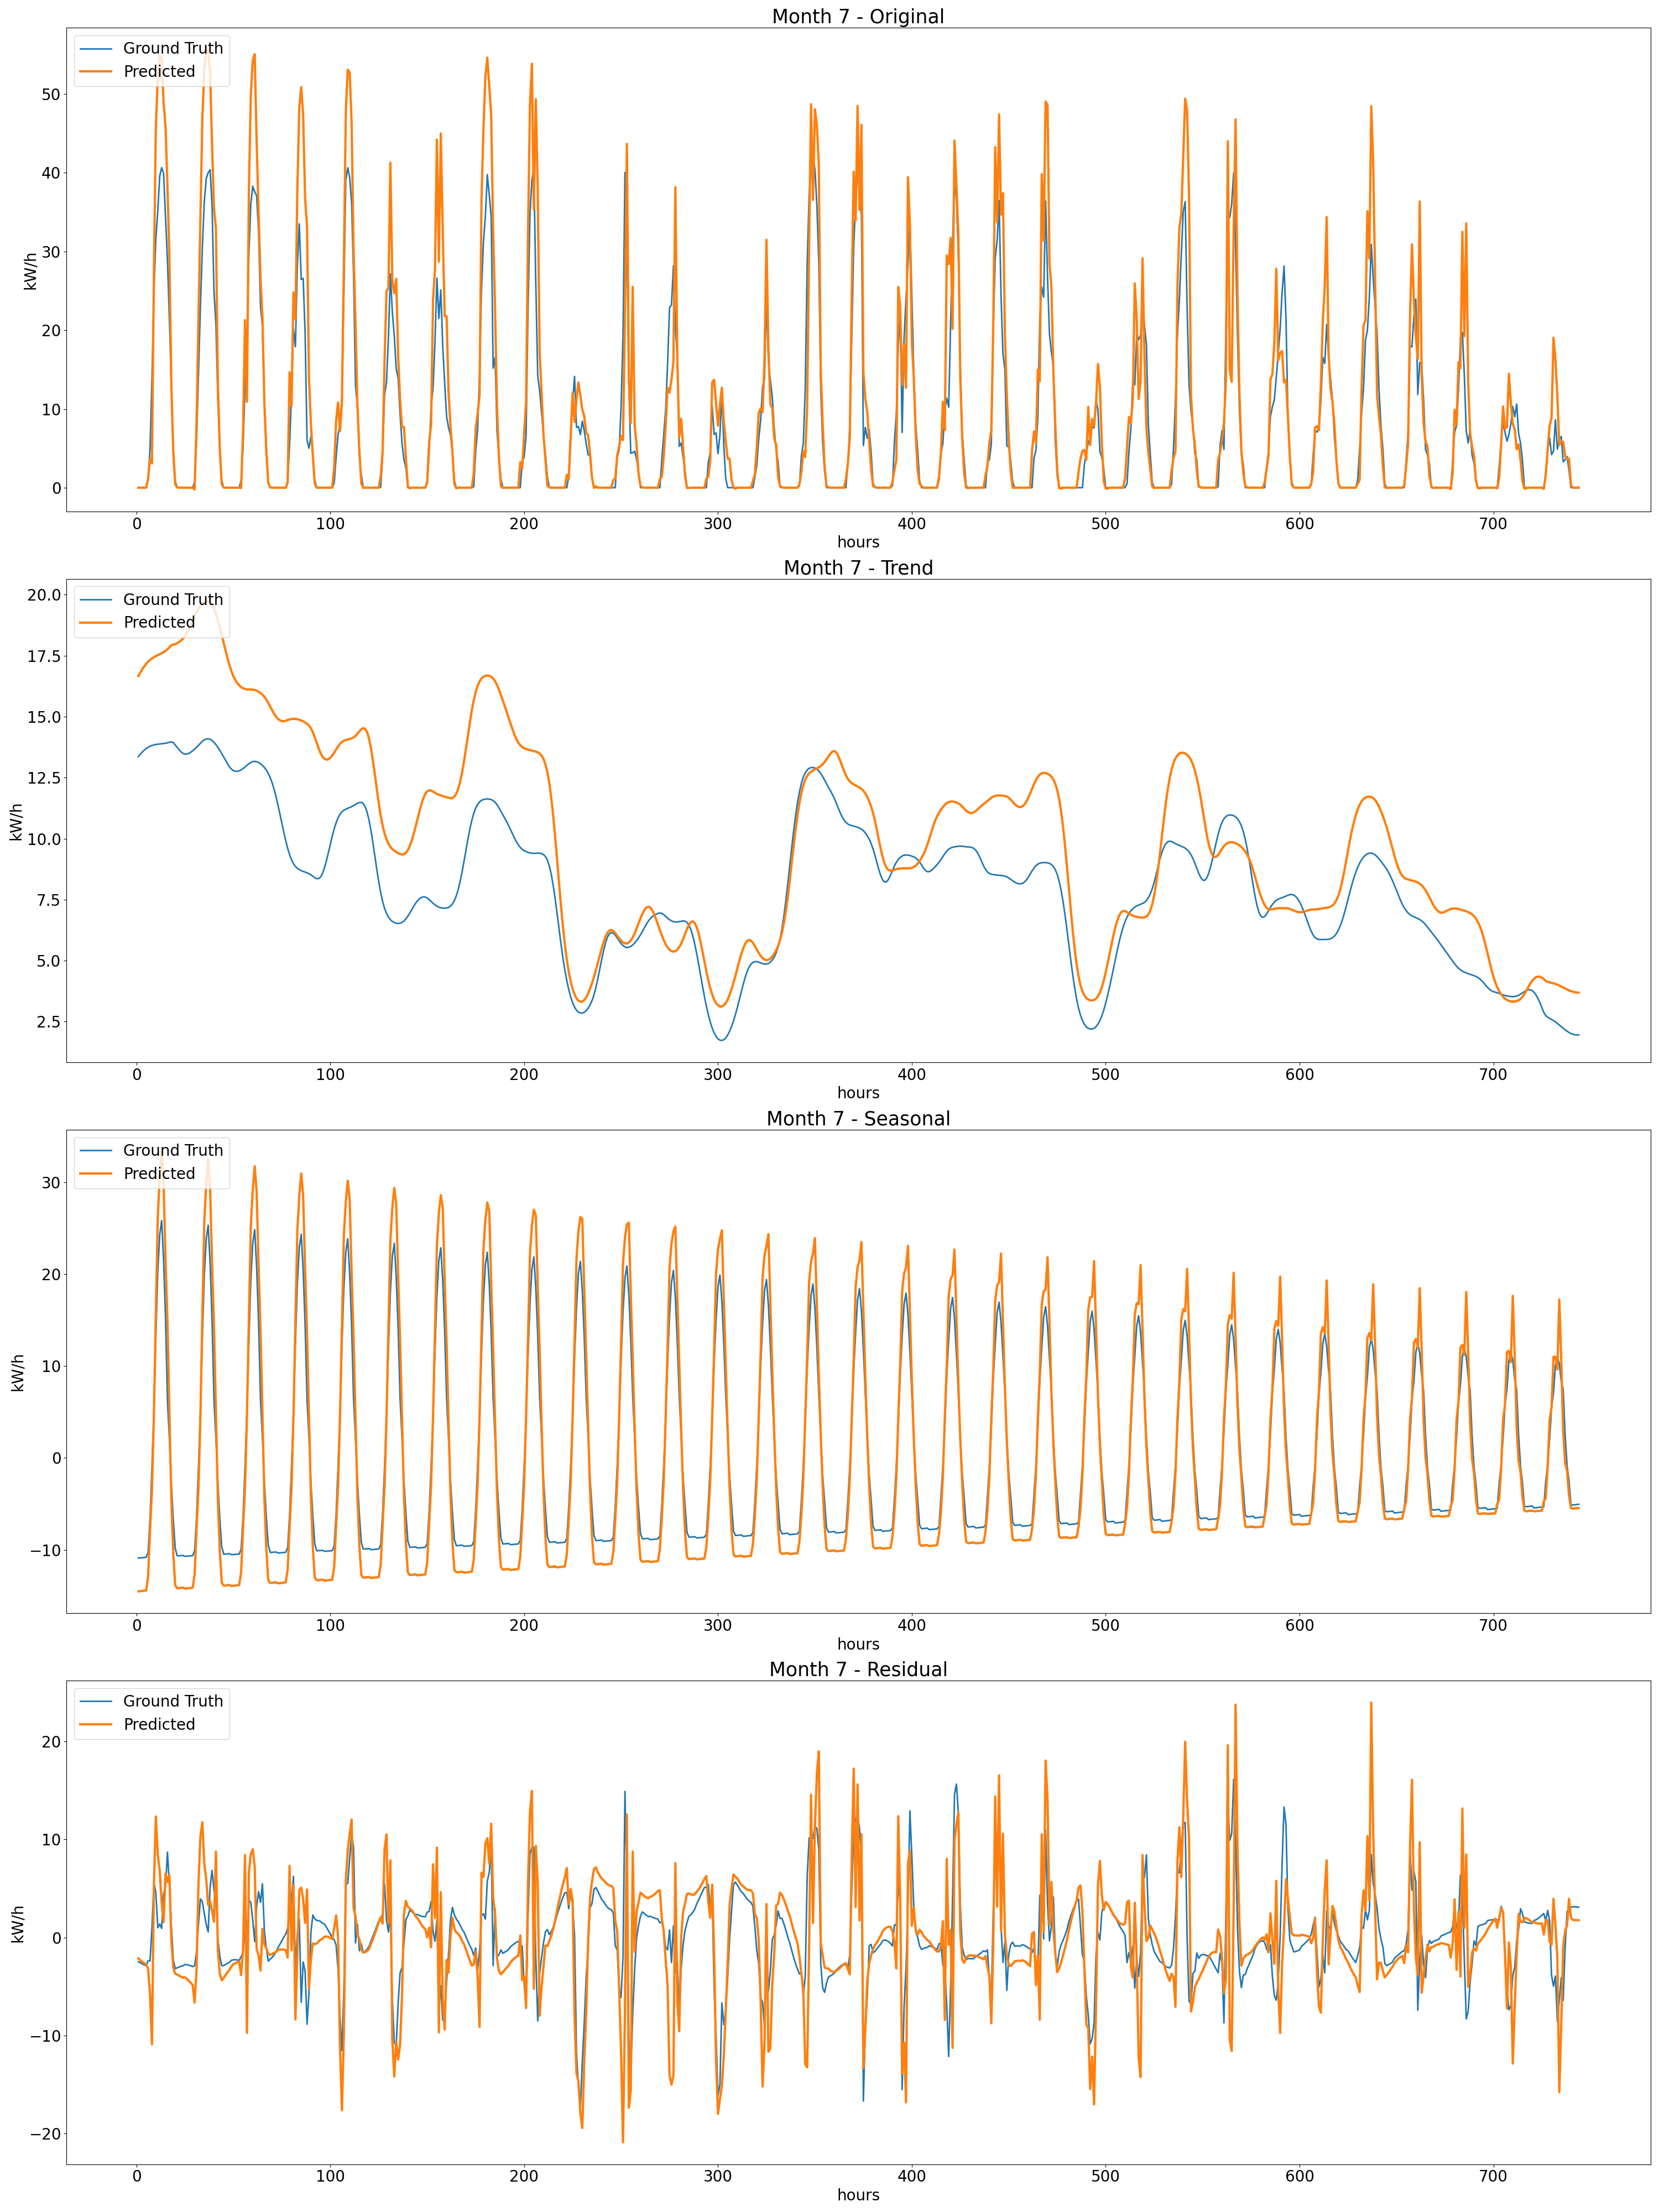 Month 7 - Original
Ground Truth
Predicted
50
40
30
20
10
0
kW/h
0 100 200 300 400 500 600 700
hours
Month 7 - Trend
Ground Truth
Predicted
20.0
17.5
15.0
12.5
10.0
7.5
5.0
2.5
kW/h
0 100 200 300 400 500 600 700
hours
Month 7 - Seasonal
Ground Truth
Predicted
30
20
10
0
−10
kW/h
0 100 200 300 400 500 600 700
hours
Month 7 - Residual
Ground Truth
Predicted
20
10
0
−10
−20
kW/h
0 100 200 300 400 500 600 700
hours